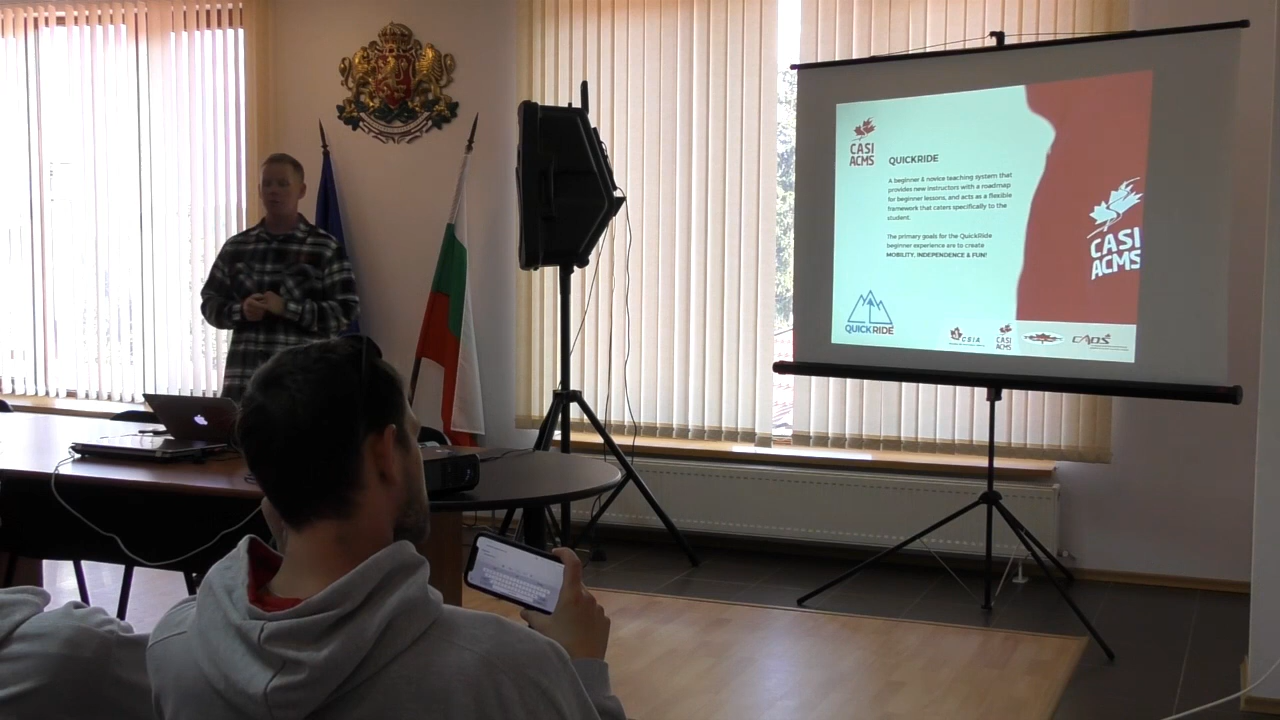 CASI
ACMS
QUICKRIDE
A beginner & novice teaching system that
provides new instructors with a roadmap
for beginner lessons, and acts as a flexible
framework that caters specifically to the
student.
The primary goals for the QuickRide
beginner experience are to create
MOBILITY, INDEPENDENCE & FUN!
CASI
ACMS
QUICKRIDE
CSIA
CASI
ACMS